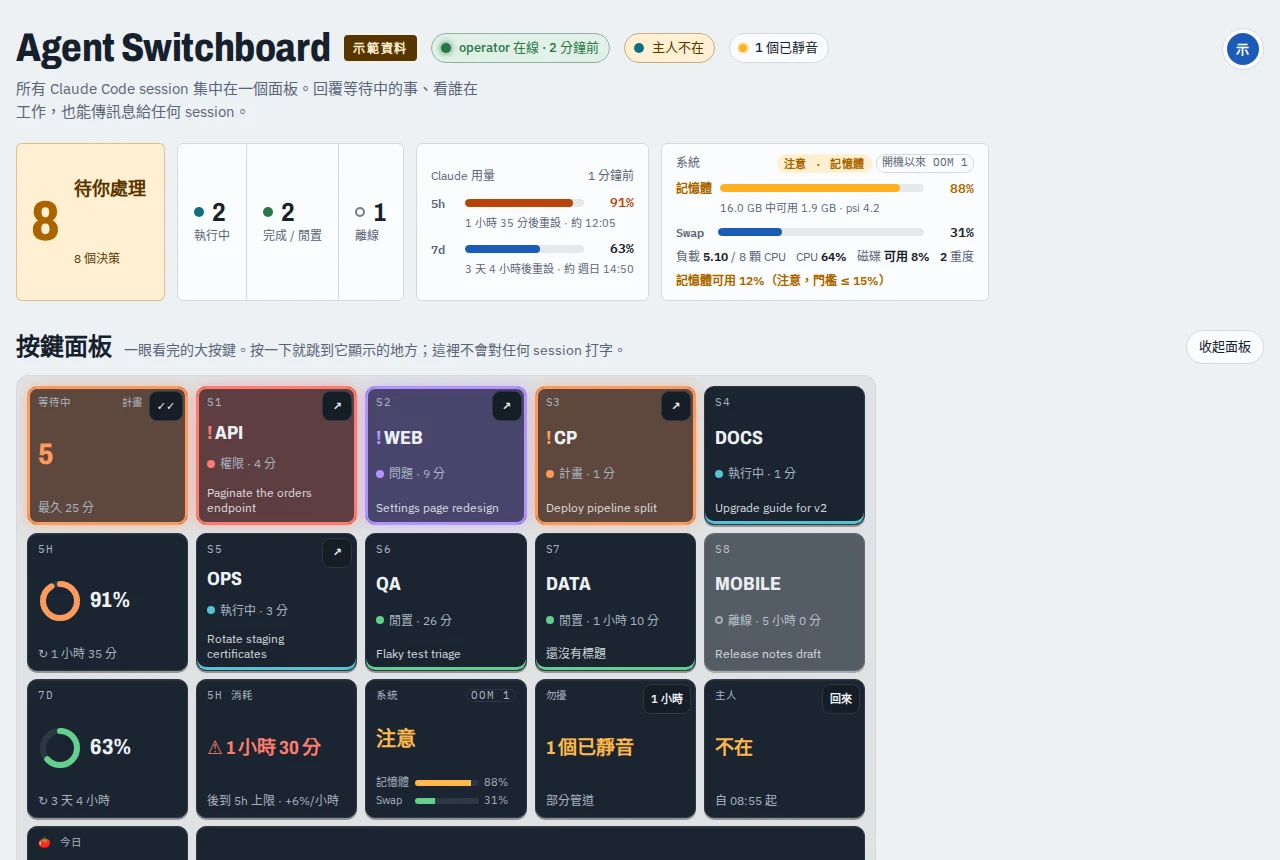 Agent Switchboard 示範資料 operator 在線 · 2 分鐘前 主人不在 1 個已靜音 示
所有 Claude Code session 集中在一個面板。回覆等待中的事、看誰在
工作，也能傳訊息給任何 session。
8 待你處理
8 個決策
2 執行中
2 完成 / 閒置
1 離線
Claude 用量 1 分鐘前
5h 91%
1 小時 35 分後重設 · 約 12:05
7d 63%
3 天 4 小時後重設 · 約 週日 14:50
系統 注意 · 記憶體 開機以來 OOM 1
記憶體 88%
16.0 GB 中可用 1.9 GB · psi 4.2
Swap 31%
負載 5.10 / 8 顆 CPU CPU 64% 磁碟 可用 8% 2 重度
記憶體可用 12%（注意，門檻 ≤ 15%）
按鍵面板 一眼看完的大按鍵。按一下就跳到它顯示的地方；這裡不會對任何 session 打字。 收起面板
等待中 計畫 ✓✓
5
最久 25 分
S1 ↗
!API
權限 · 4 分
Paginate the orders
endpoint
S2 ↗
!WEB
問題 · 9 分
Settings page redesign
S3 ↗
!CP
計畫 · 1 分
Deploy pipeline split
S4
DOCS
執行中 · 1 分
Upgrade guide for v2
5H
91%
↻ 1 小時 35 分
S5 ↗
OPS
執行中 · 3 分
Rotate staging
certificates
S6
QA
閒置 · 26 分
Flaky test triage
S7
DATA
閒置 · 1 小時 10 分
還沒有標題
S8
MOBILE
離線 · 5 小時 0 分
Release notes draft
7D
63%
↻ 3 天 4 小時
5H 消耗
⚠ 1 小時 30 分
後到 5h 上限 · +6%/小時
系統 OOM 1
注意
記憶體 88%
Swap 31%
勿擾 1 小時
1 個已靜音
部分管道
主人 回來
不在
自 08:55 起
🍅 今日